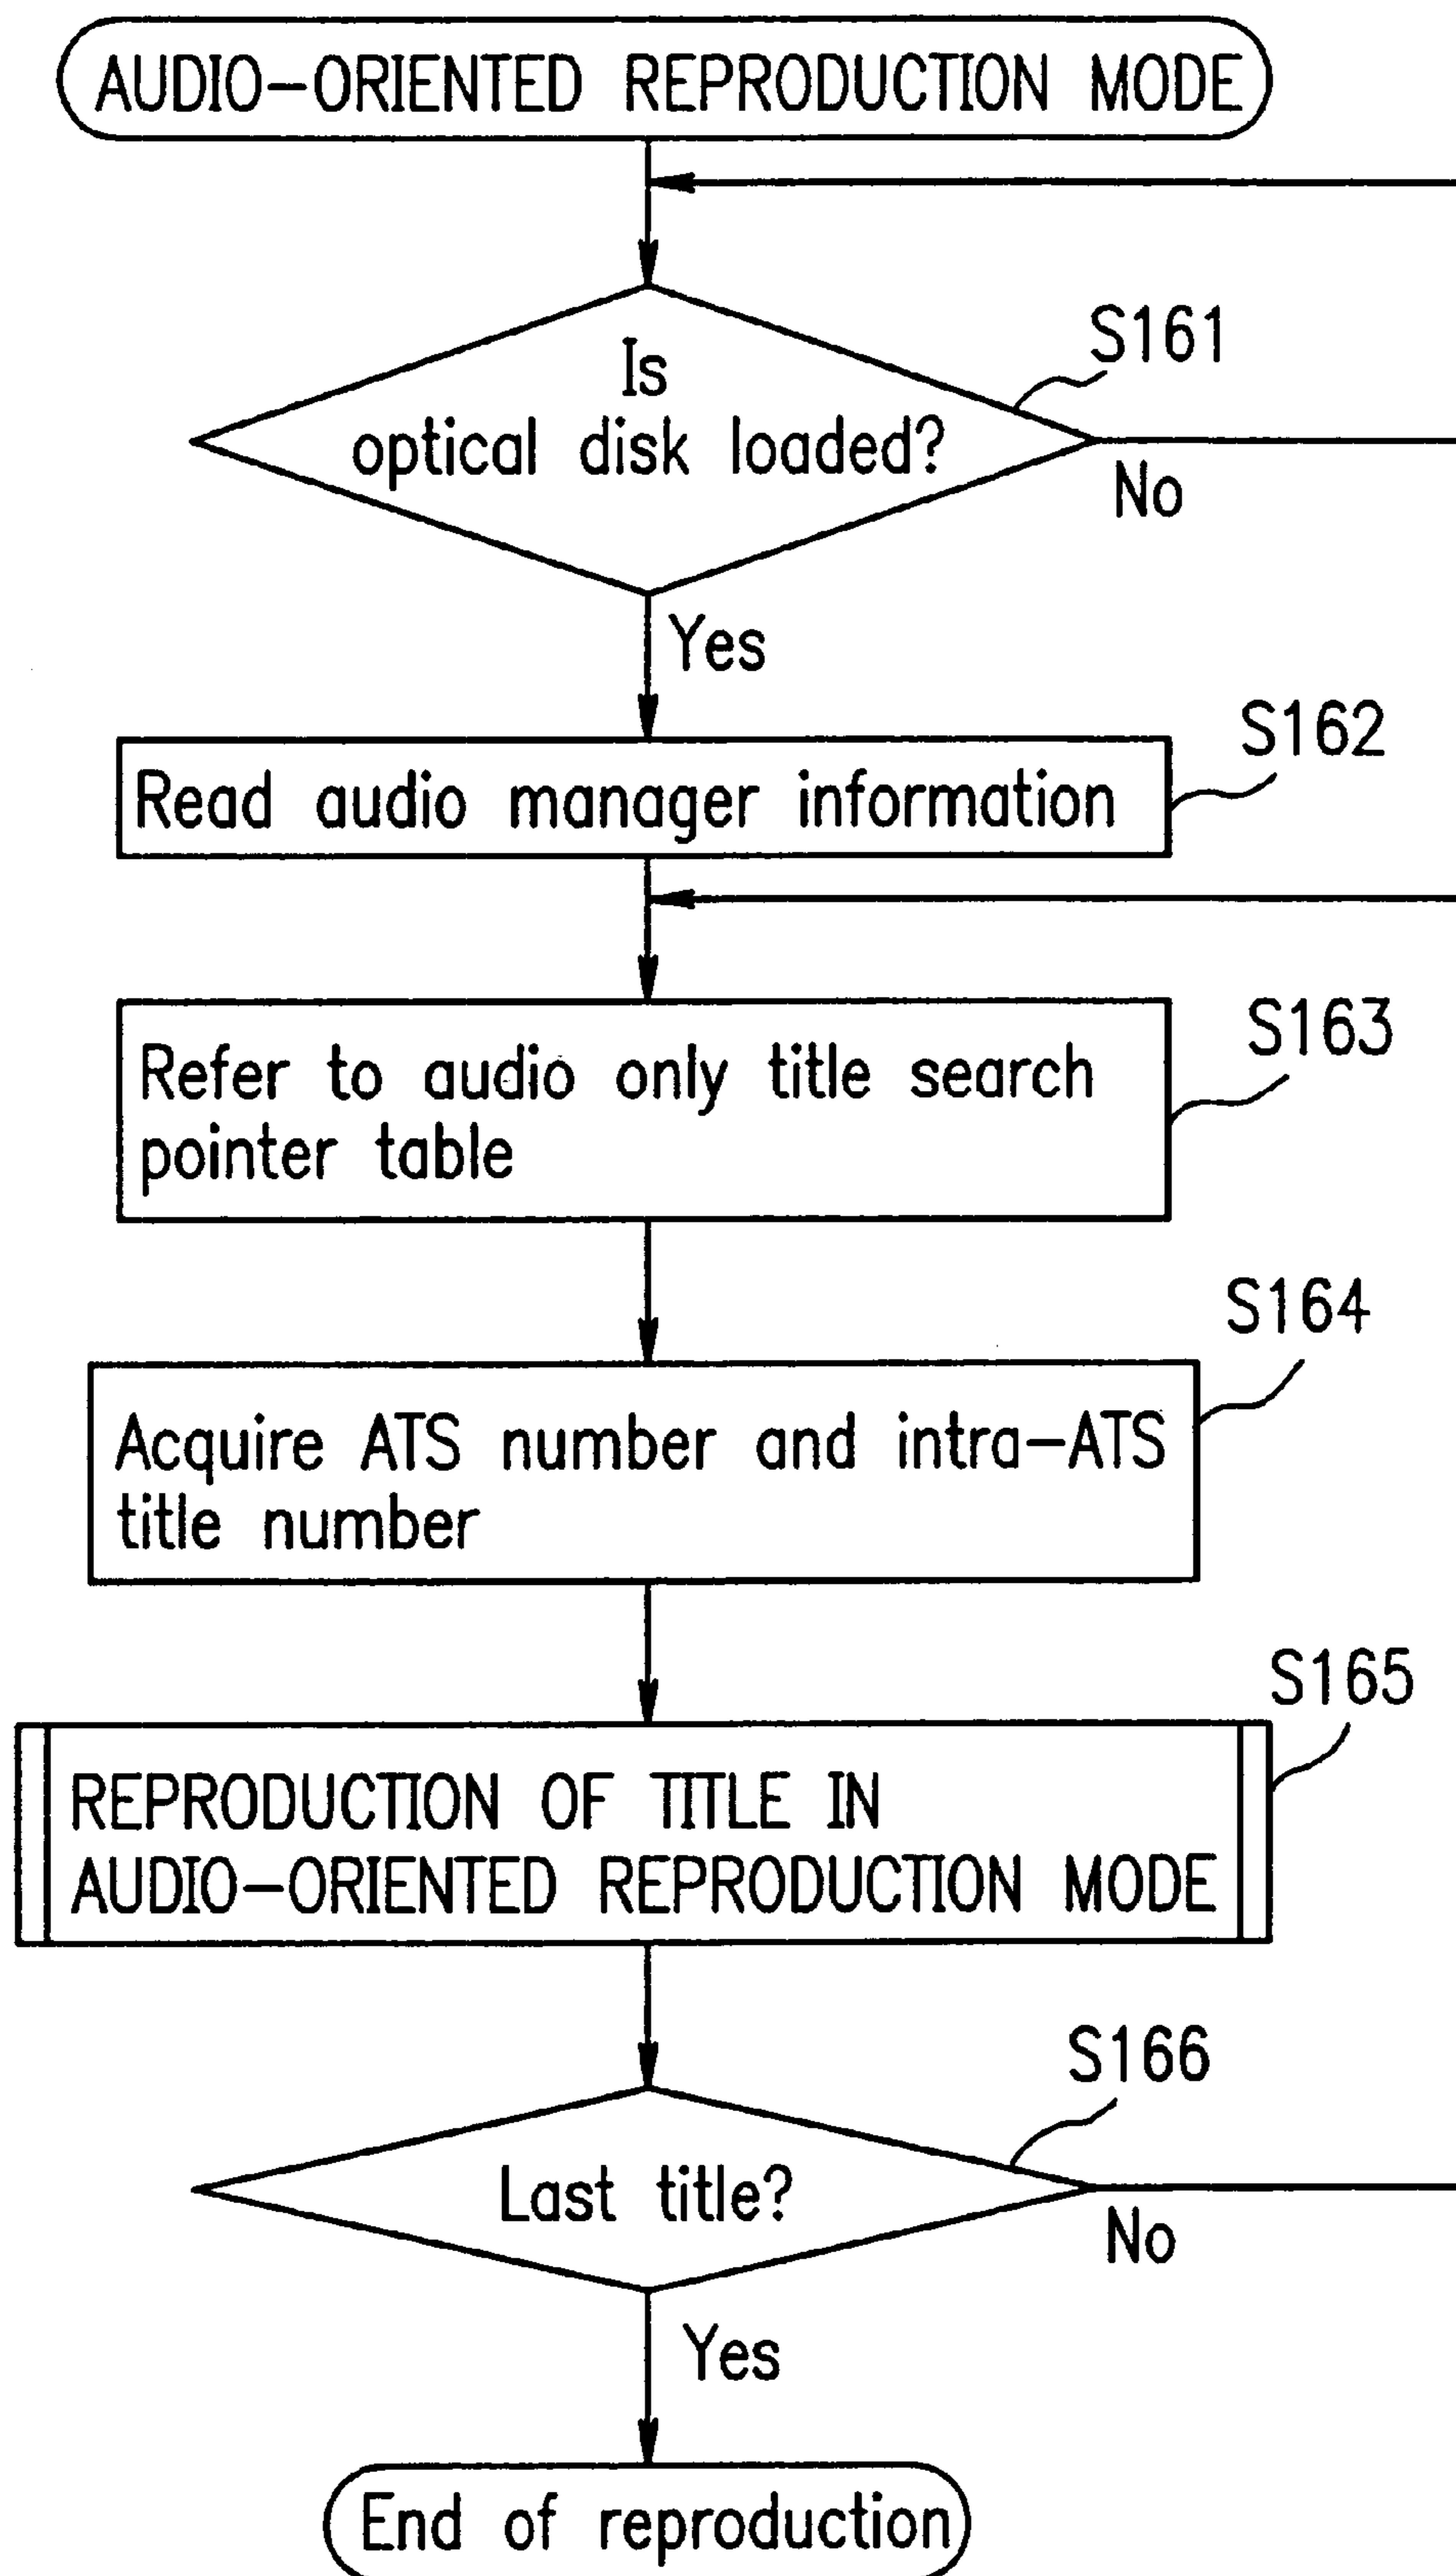 AUDIO-ORIENTED REPRODUCTION MODE
S161
Is
optical disk loaded?
No
Yes
S162
Read audio manager information
S163
Refer to audio only title search
pointer table
S164
Acquire ATS number and intra-ATS
title number
S165
REPRODUCTION OF TITLE IN
AUDIO-ORIENTED REPRODUCTION MODE
S166
Last title?
No
Yes
End of reproduction